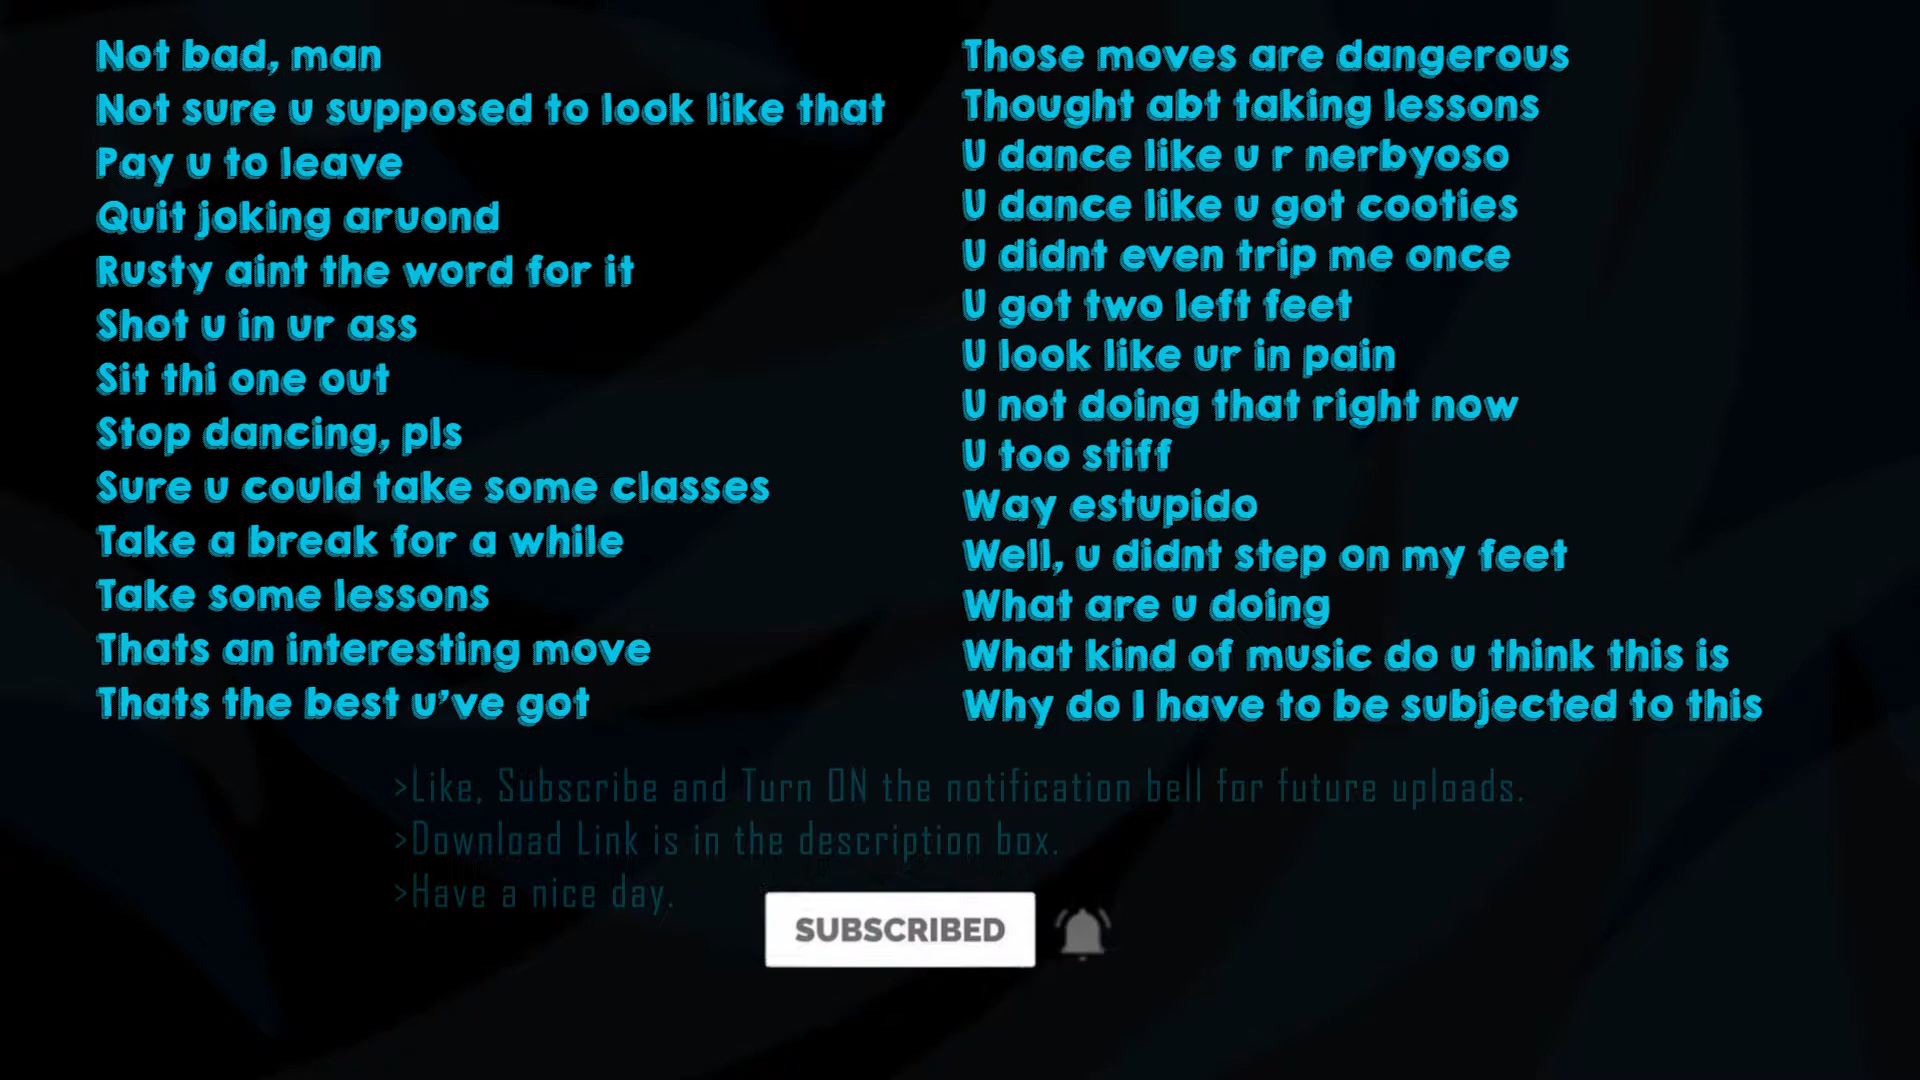 Not bad, man
Not sure u supposed to look like that
Pay u to leave
Quit joking aruond
Rusty aint the word for it
Shot u in ur ass
Sit thi one out
Stop dancing, pls
Sure u could take some classes
Take a break for a while
Take some lessons
Thats an interesting move
Thats the best u've got
Those moves are dangerous
Thought abt taking lessons
U dance like u r nerbyoso
U dance like u got cooties
U didnt even trip me once
U got two left feet
U look like ur in pain
U not doing that right now
U too stiff
Way estupido
Well, u didnt step on my feet
What are u doing
What kind of music do u think this is
Why do I have to be subjected to this
>Like, Subscribe and Turn ON the notification bell for future uploads.
>Download Link is in the description box.
>Have a nice day.
SUBSCRIBED